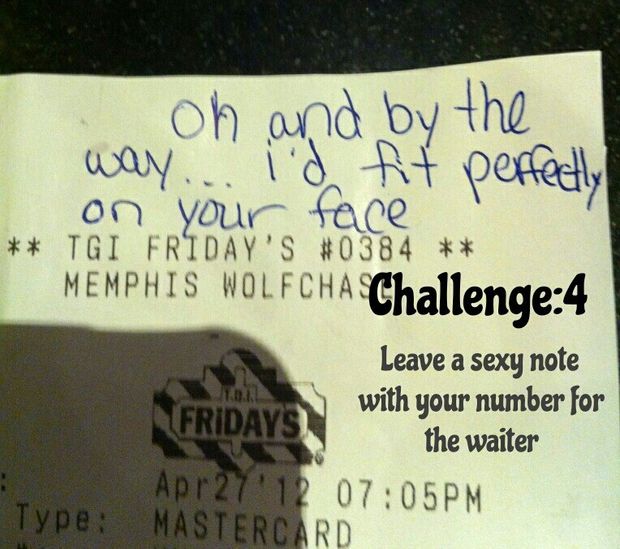 Oh and by the
way... i'd fit perfectly
on your face
** TGI FRIDAY'S #0384 **
MEMPHIS WOLFCHASE
Challenge:4
Leave a sexy note
with your number for
the waiter
T.G.I.
FRIDAYS
Apr27'12 07:05PM
Type: MASTERCARD